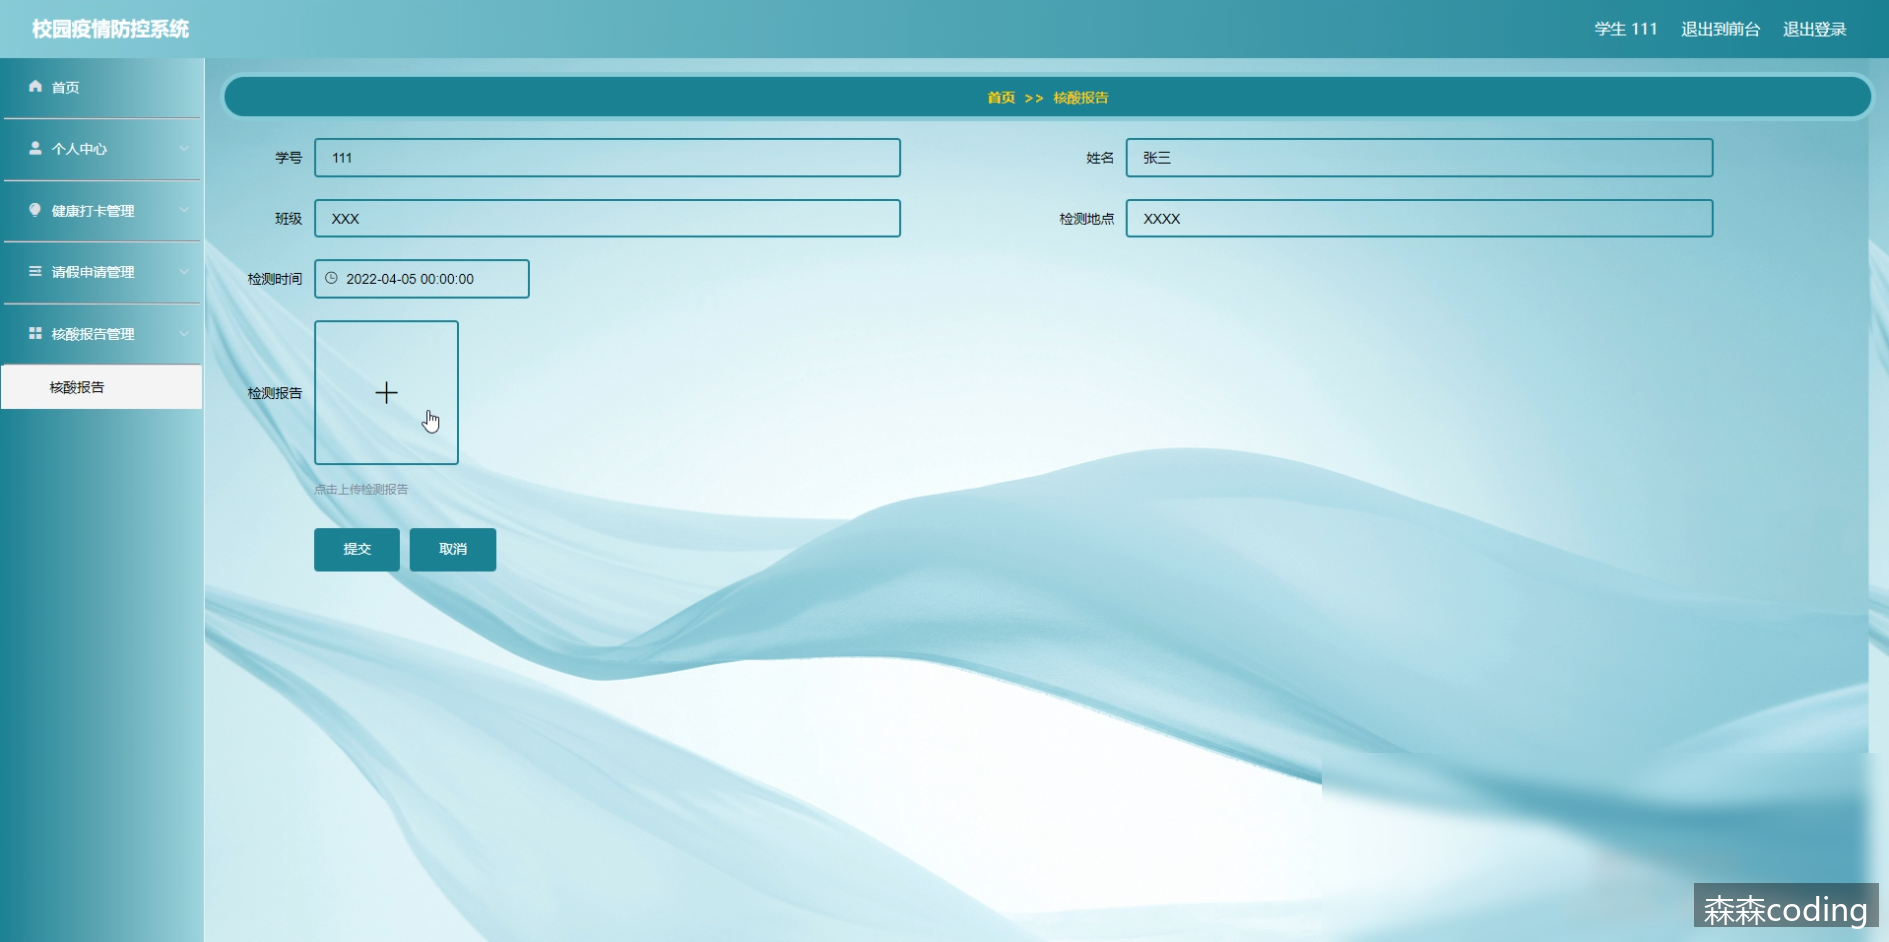 校园疫情防控系统
学生 111 退出到前台 退出登录
首页
个人中心
健康打卡管理
请假申请管理
核酸报告管理
核酸报告
首页 >> 核酸报告
学号 111
姓名 张三
班级 XXX
检测地点 XXXX
检测时间 2022-04-05 00:00:00
检测报告
点击上传检测报告
提交 取消
森森coding